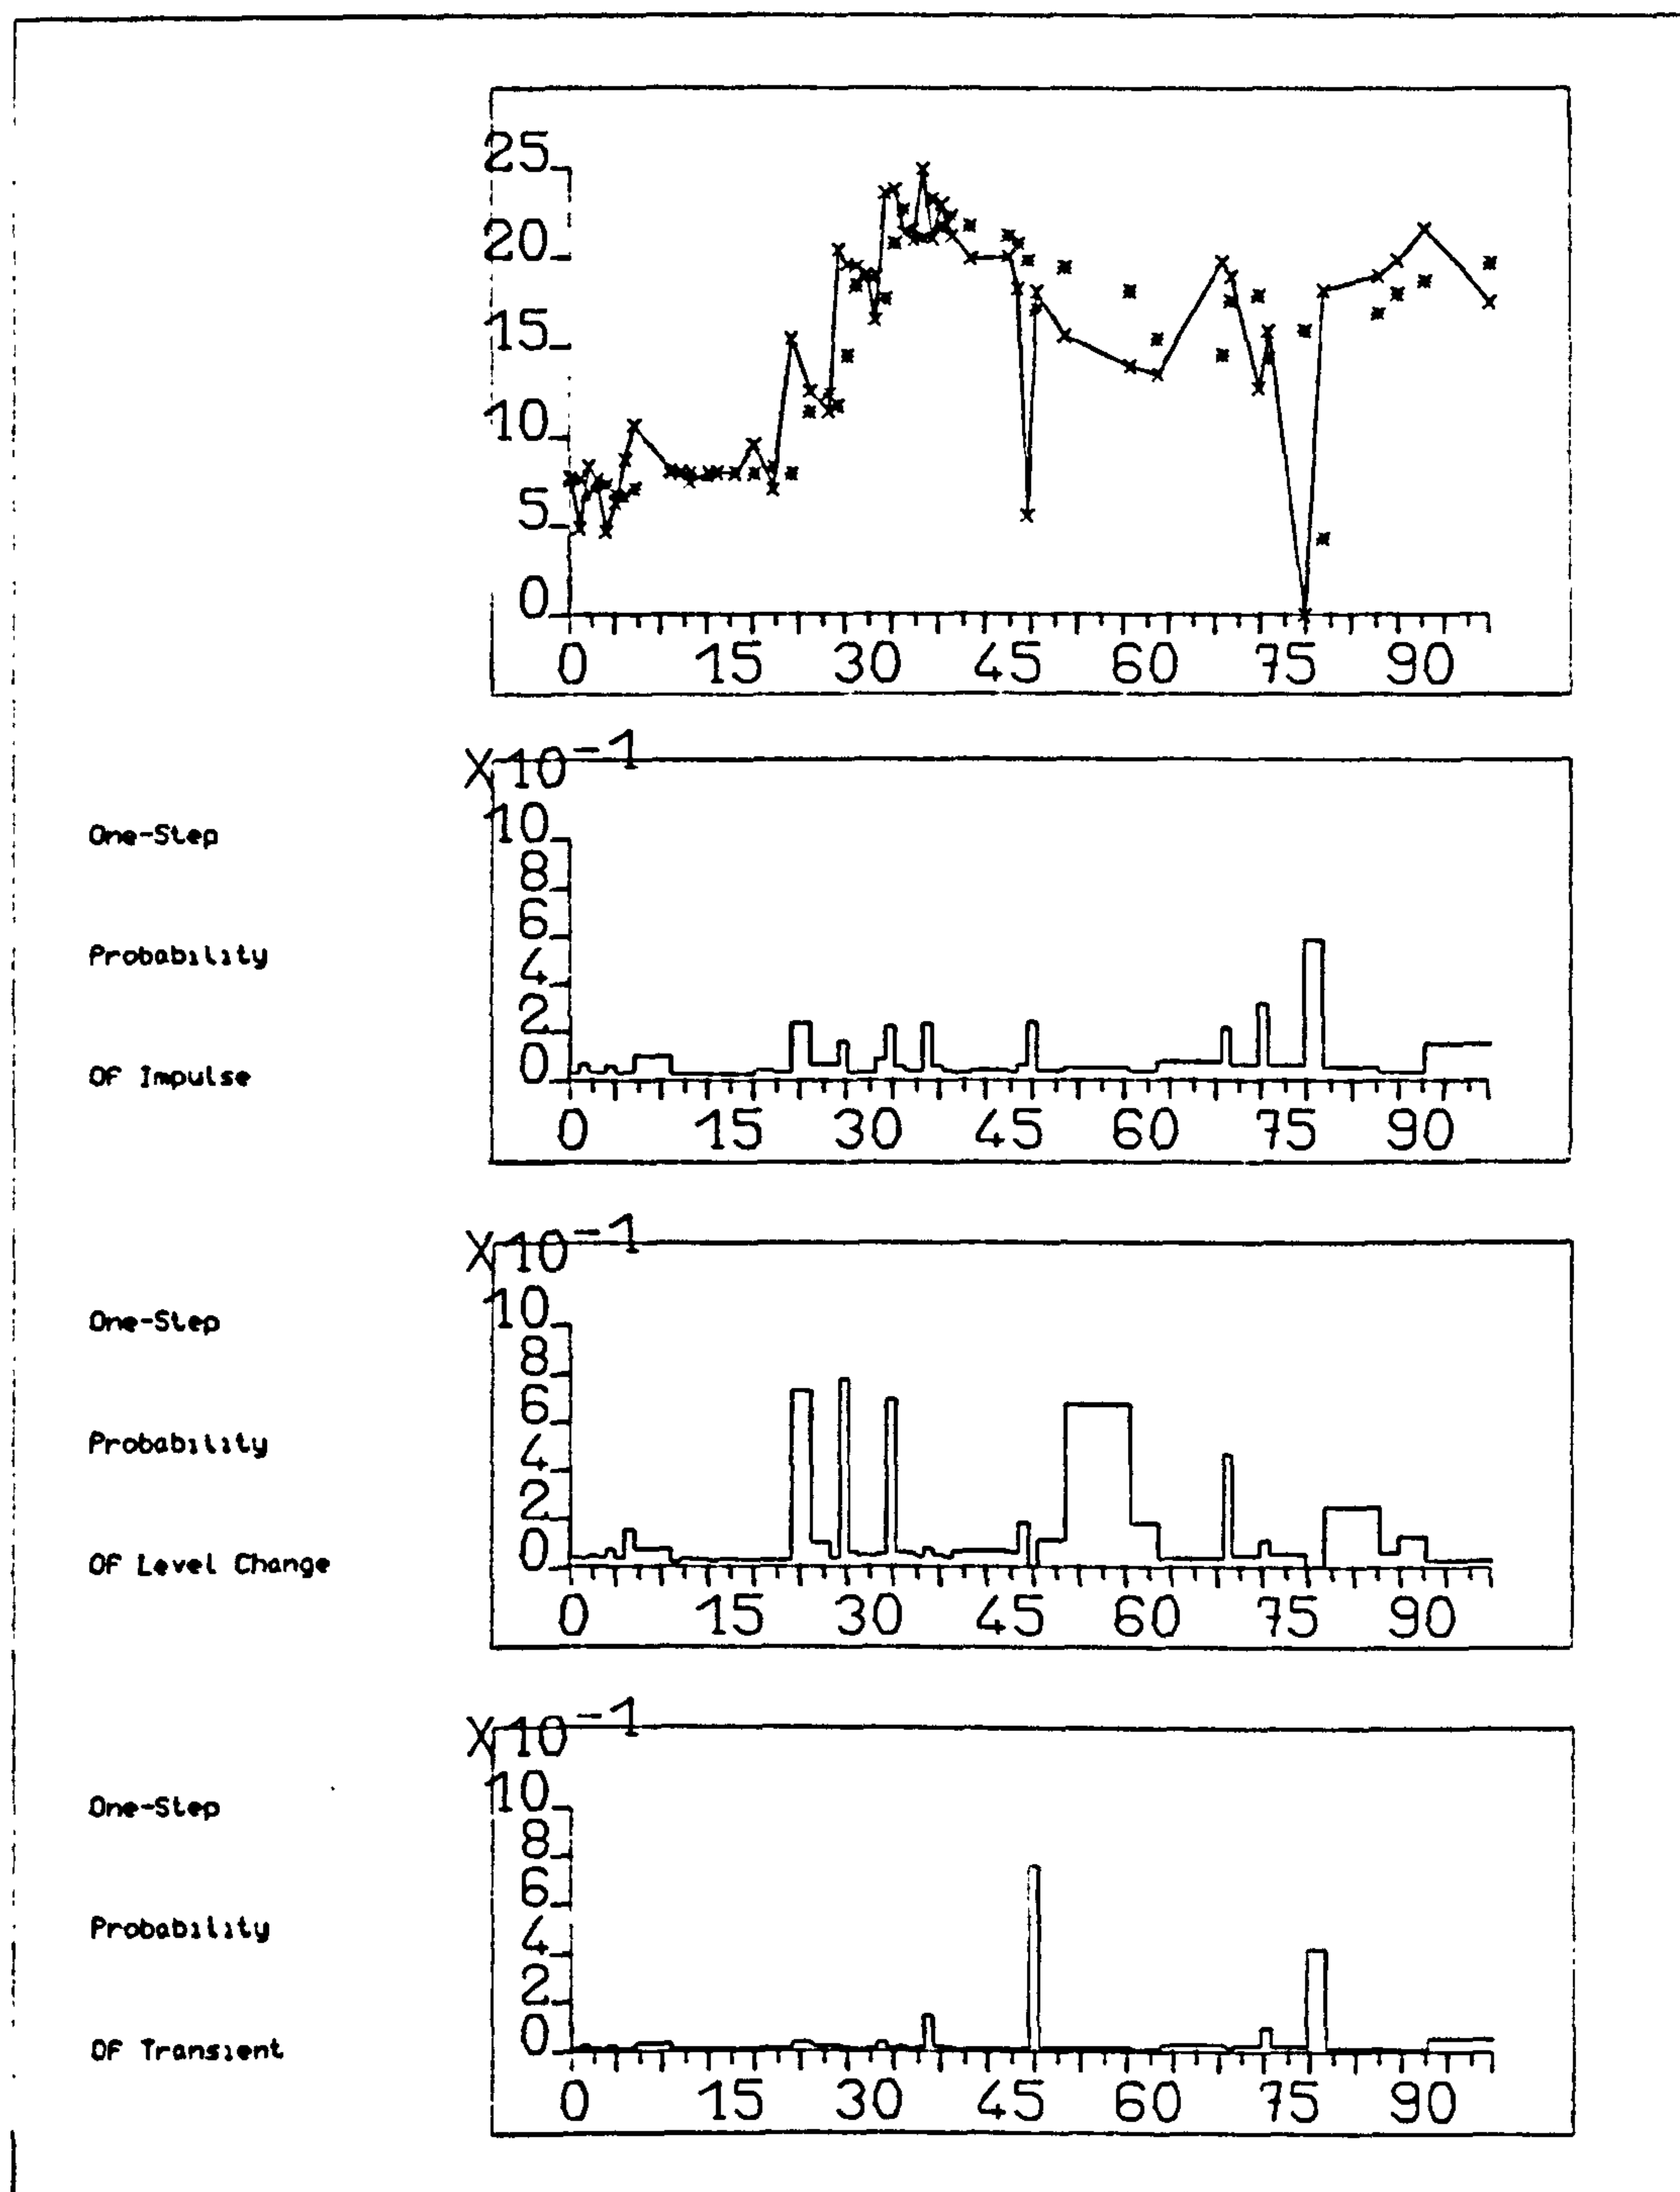 25
20
15
10
5
0
0 15 30 45 60 75 90
X10-1
10
8
6
4
2
0
0 15 30 45 60 75 90
One-Step
Probability
Of Impulse
X10-1
10
8
6
4
2
0
0 15 30 45 60 75 90
One-Step
Probability
Of Level Change
X10-1
10
8
6
4
2
0
0 15 30 45 60 75 90
One-Step
Probability
Of Transient